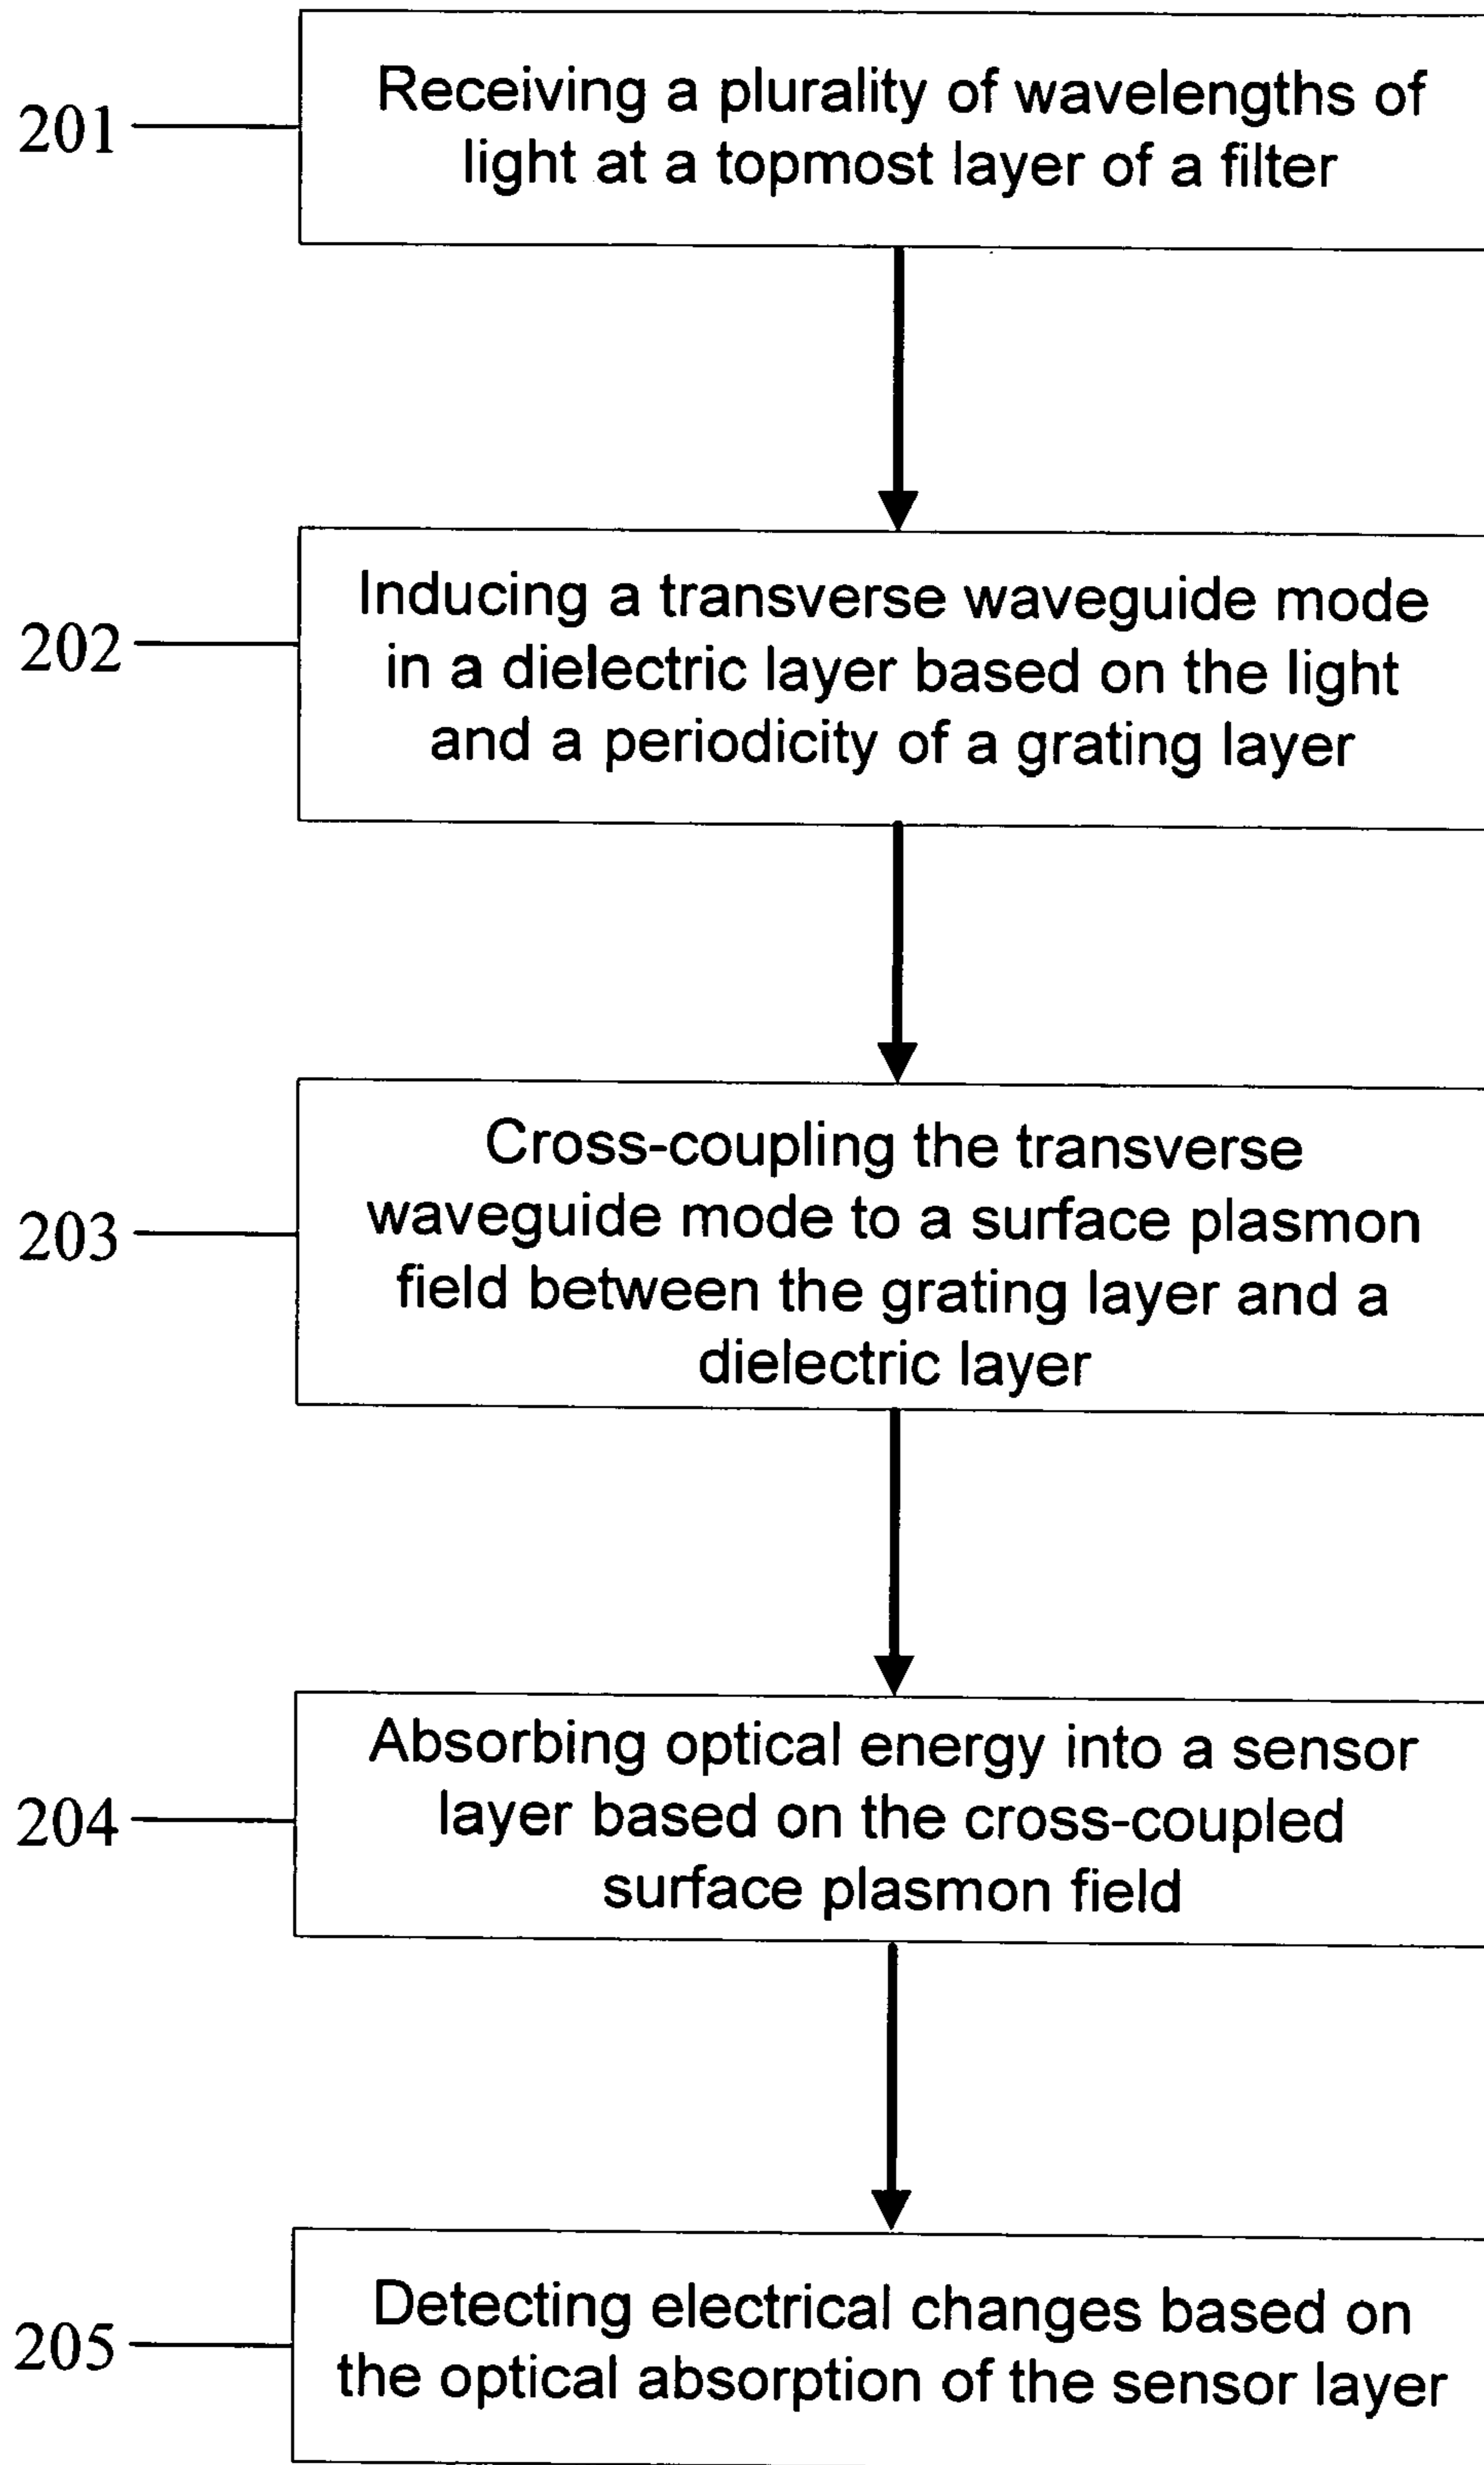 201
Receiving a plurality of wavelengths of
light at a topmost layer of a filter
202
Inducing a transverse waveguide mode
in a dielectric layer based on the light
and a periodicity of a grating layer
203
Cross-coupling the transverse
waveguide mode to a surface plasmon
field between the grating layer and a
dielectric layer
204
Absorbing optical energy into a sensor
layer based on the cross-coupled
surface plasmon field
205
Detecting electrical changes based on
the optical absorption of the sensor layer